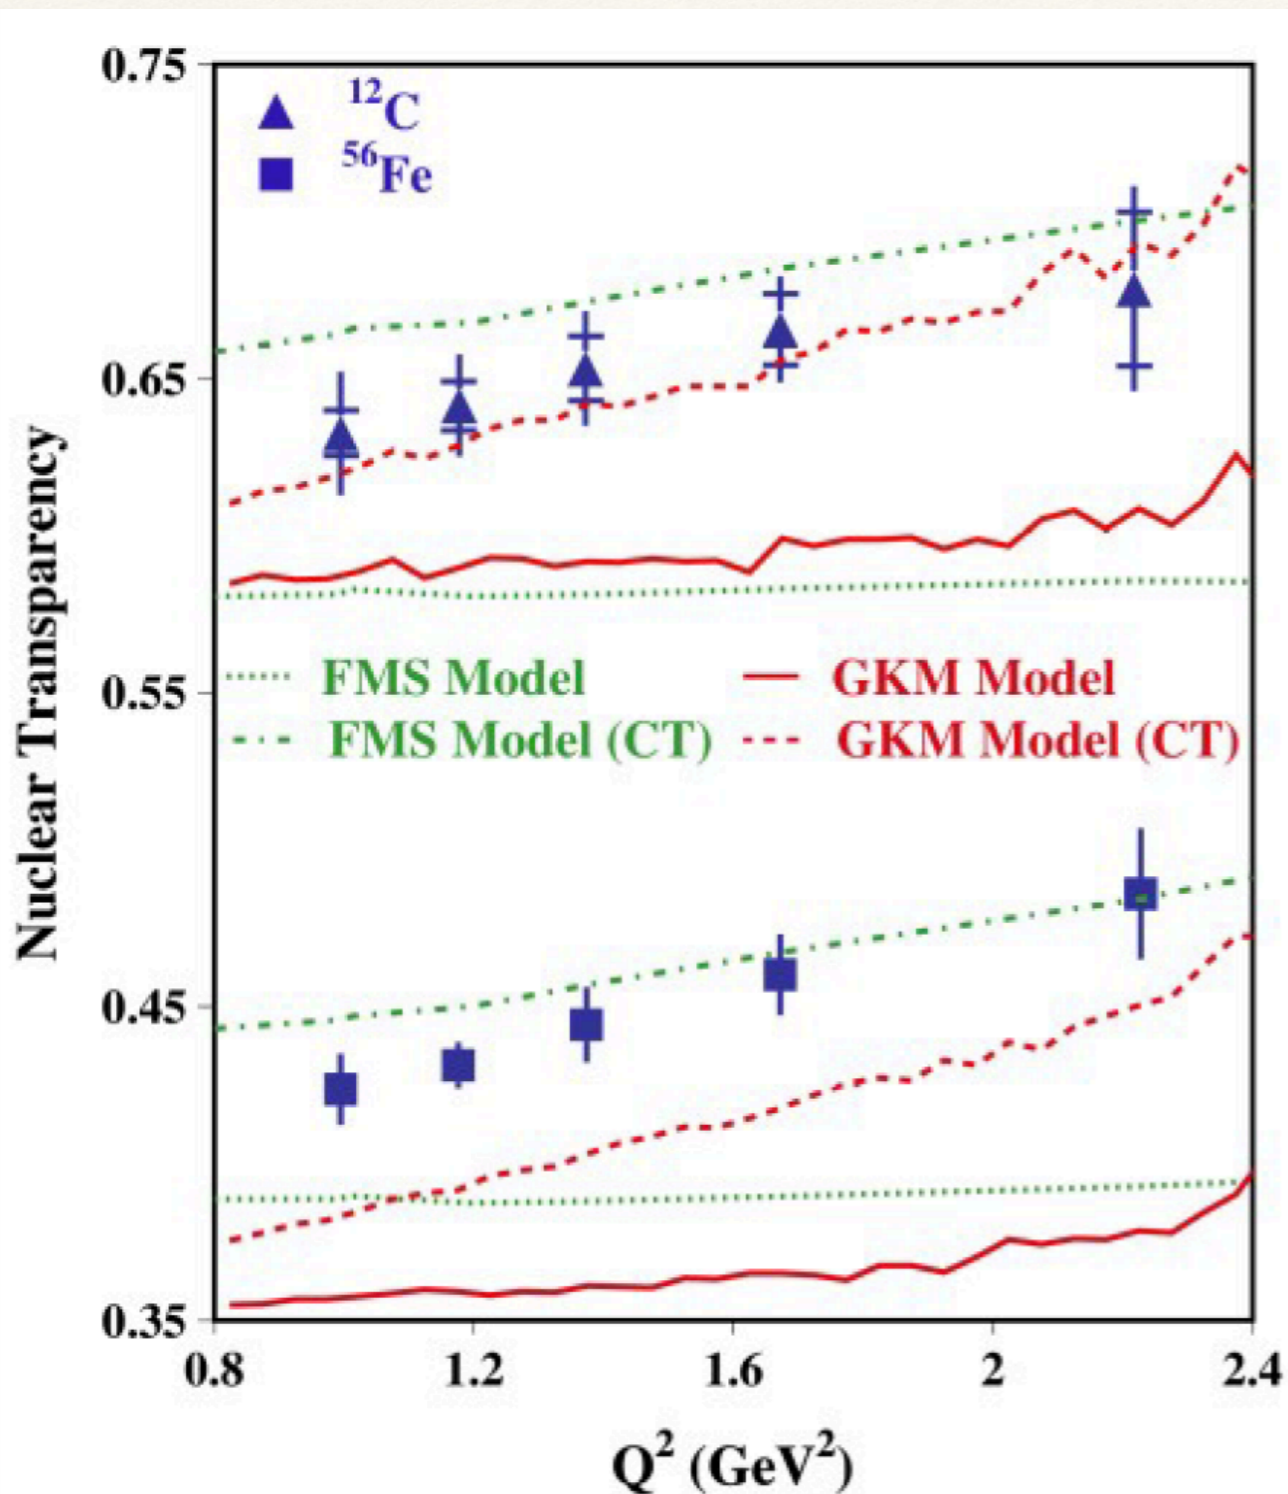 0.75
¹²C
⁵⁶Fe
0.65
FMS Model
GKM Model
0.55
FMS Model (CT)
GKM Model (CT)
Nuclear Transparency
0.45
0.35
0.8 1.2 1.6 2 2.4
Q² (GeV²)